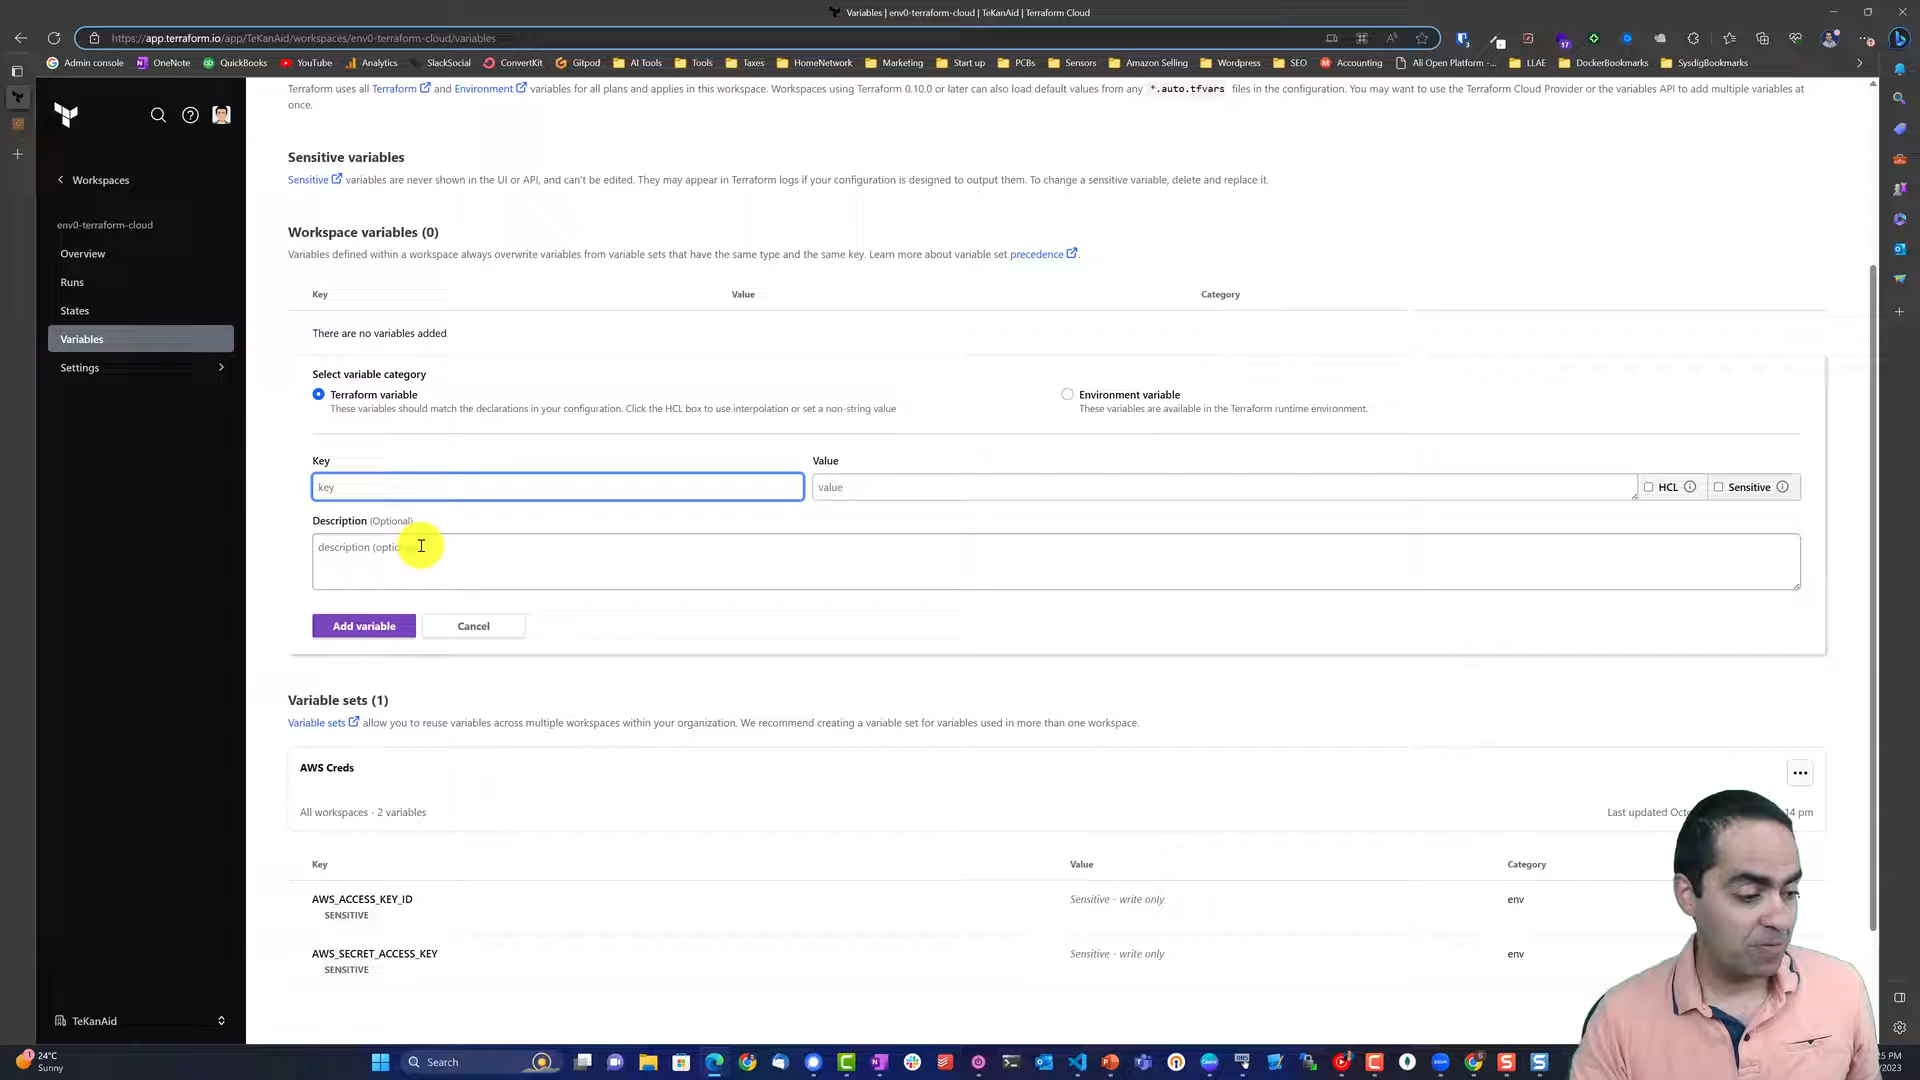 Variables | env0-terraform-cloud | TeKanAid | Terraform Cloud
https://app.terraform.io/app/TeKanAid/workspaces/env0-terraform-cloud/variables
Admin console OneNote QuickBooks YouTube Analytics SlackSocial ConvertKit Gitpod AI Tools Tools Taxes HomeNetwork Marketing Start up PCBs Sensors Amazon Selling Wordpress SEO Accounting Ali Open Platform -... LLAE DockerBookmarks SysdigBookmarks
Terraform uses all Terraform and Environment variables for all plans and applies in this workspace. Workspaces using Terraform 0.10.0 or later can also load default values from any *.auto.tfvars files in the configuration. You may want to use the Terraform Cloud Provider or the variables API to add multiple variables at
once.
Workspaces
env0-terraform-cloud
Overview
Runs
States
Variables
Settings
TeKanAid
Sensitive variables
Sensitive variables are never shown in the UI or API, and can't be edited. They may appear in Terraform logs if your configuration is designed to output them. To change a sensitive variable, delete and replace it.
Workspace variables (0)
Variables defined within a workspace always overwrite variables from variable sets that have the same type and the same key. Learn more about variable set precedence .
Key Value Category
There are no variables added.
Select variable category
Terraform variable
These variables should match the declarations in your configuration. Click the HCL box to use interpolation or set a non-string value
Environment variable
These variables are available in the Terraform runtime environment.
Key Value
key value HCL Sensitive
Description (Optional)
description (optio
Add variable Cancel
Variable sets (1)
Variable sets allow you to reuse variables across multiple workspaces within your organization. We recommend creating a variable set for variables used in more than one workspace.
AWS Creds
All workspaces · 2 variables Last updated Octo 14 pm
Key Value Category
AWS_ACCESS_KEY_ID Sensitive - write only env
SENSITIVE
AWS_SECRET_ACCESS_KEY Sensitive - write only env
SENSITIVE
24°C
Sunny
Search